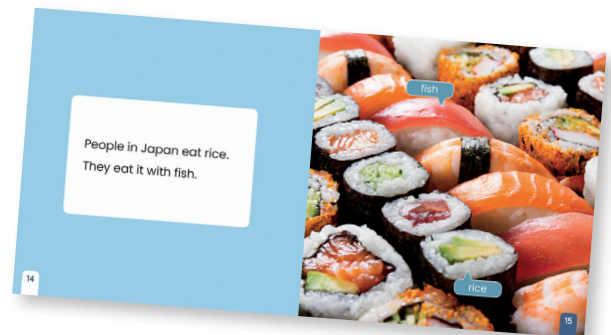 People in Japan eat rice.
They eat it with fish.
14
fish
rice
15